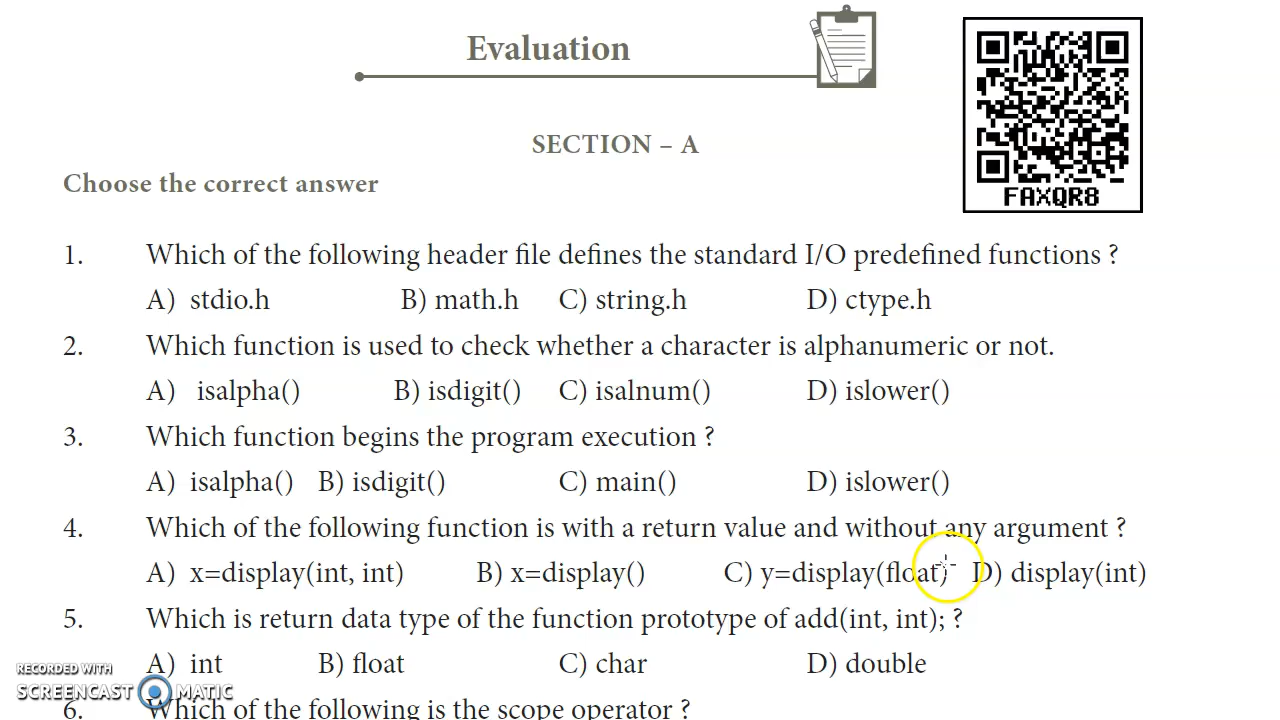 Evaluation
FAXQR8
SECTION – A
Choose the correct answer
1. Which of the following header file defines the standard I/O predefined functions ?
A) stdio.h B) math.h C) string.h D) ctype.h
2. Which function is used to check whether a character is alphanumeric or not.
A) isalpha() B) isdigit() C) isalnum() D) islower()
3. Which function begins the program execution ?
A) isalpha() B) isdigit() C) main() D) islower()
4. Which of the following function is with a return value and without any argument ?
A) x=display(int, int) B) x=display() C) y=display(float) D) display(int)
5. Which is return data type of the function prototype of add(int, int); ?
A) int B) float C) char D) double
RECORDED WITH
SCREENCAST MATIC
6. Which of the following is the scope operator ?